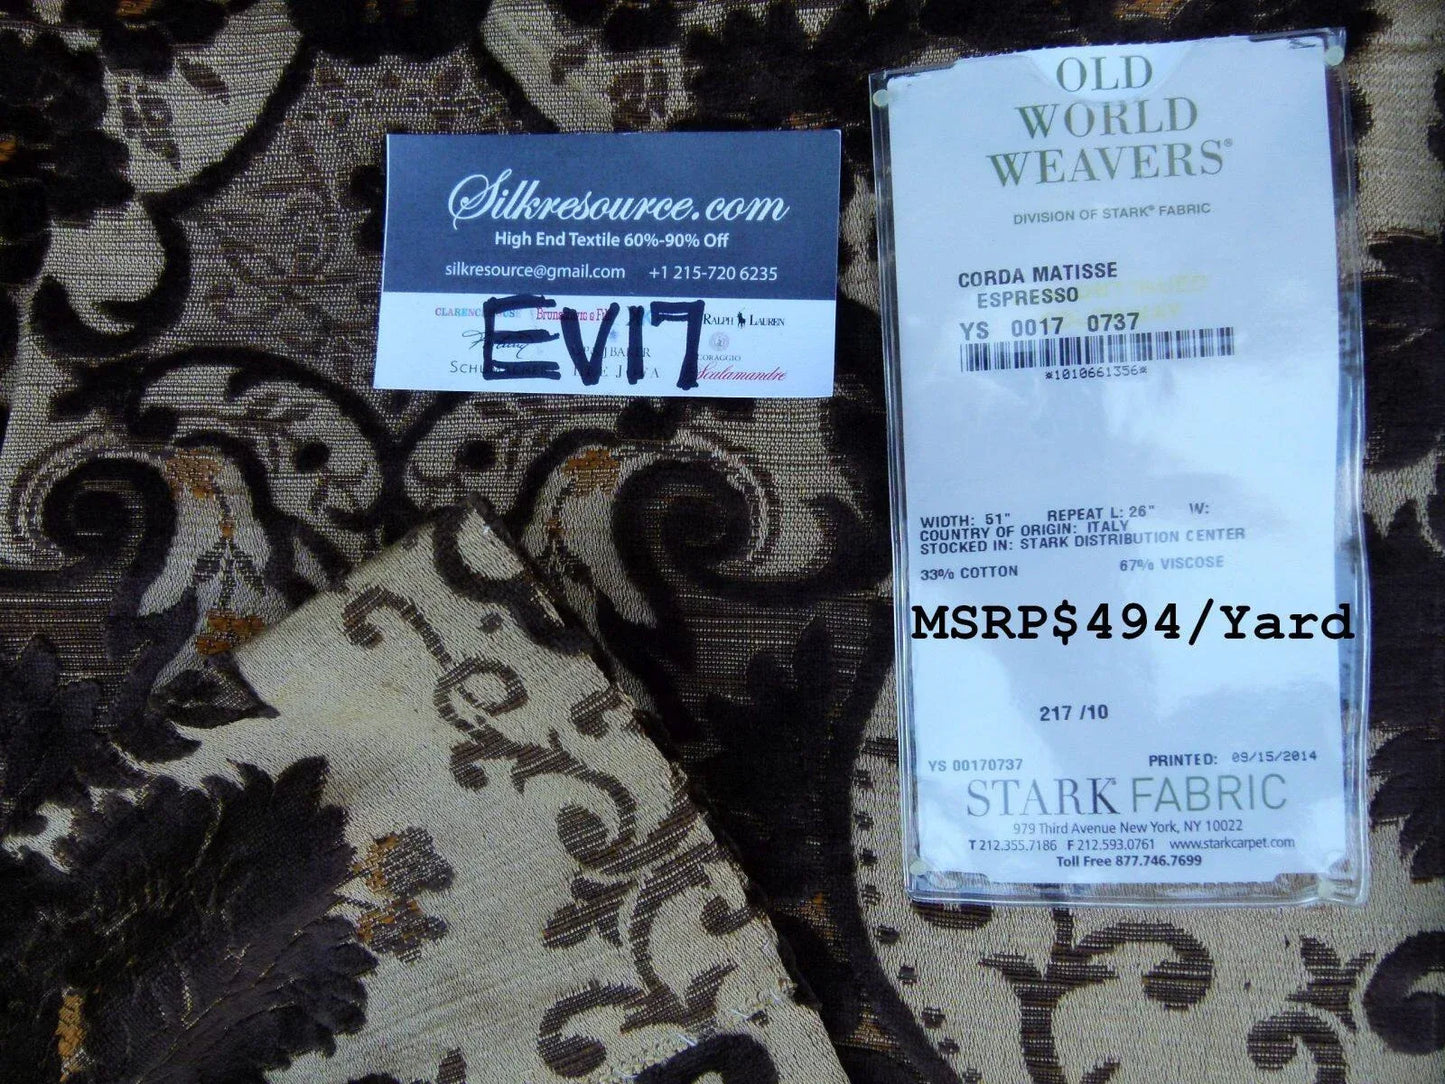 Silkresource.com
High End Textile 60%-90% Off
silkresource@gmail.com +1 215-720 6235
EV17
RALPH LAUREN
CORAGGIO
Scalamandre
OLD
WORLD
WEAVERS®
DIVISION OF STARK® FABRIC
CORDA MATISSE
ESPRESSO
YS 0017 0737
*1010661356*
WIDTH: 51" REPEAT L: 26" W:
COUNTRY OF ORIGIN: ITALY
STOCKED IN: STARK DISTRIBUTION CENTER
33% COTTON 67% VISCOSE
MSRP$494/Yard
217 /10
YS 00170737 PRINTED: 09/15/2014
STARK® FABRIC
979 Third Avenue New York, NY 10022
T 212.355.7186 F 212.593.0761 www.starkcarpet.com
Toll Free 877.746.7699